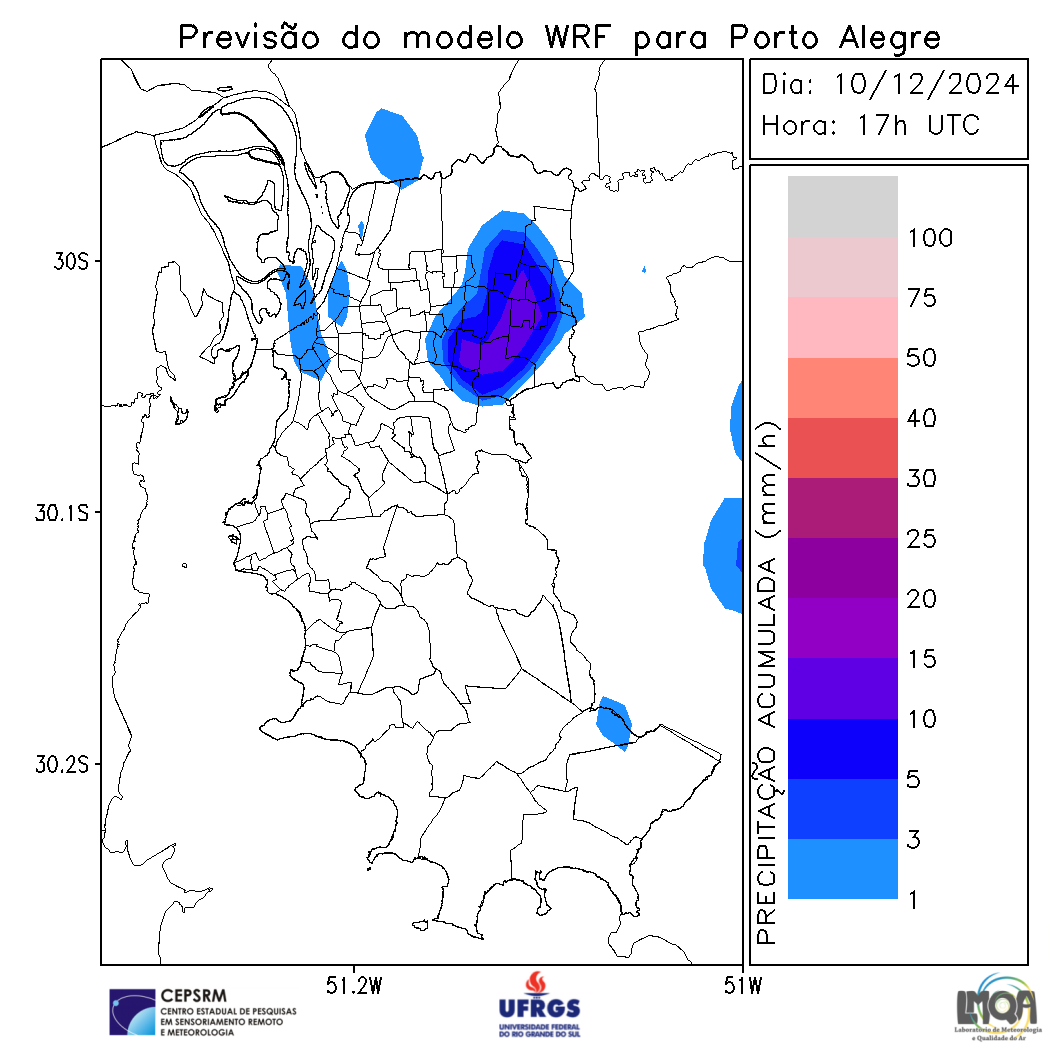 Previsão do modelo WRF para Porto Alegre
Dia: 10/12/2024
Hora: 17h UTC
30S
30.1S
30.2S
51.2W
51W
PRECIPITAÇÃO ACUMULADA (mm/h)
100
75
50
40
30
25
20
15
10
5
3
1
CEPSRM
CENTRO ESTADUAL DE PESQUISAS
EM SENSORIAMENTO REMOTO
E METEOROLOGIA
UFRGS
UNIVERSIDADE FEDERAL
DO RIO GRANDE DO SUL
LMQA
Laboratório de Meteorologia
e Qualidade do Ar